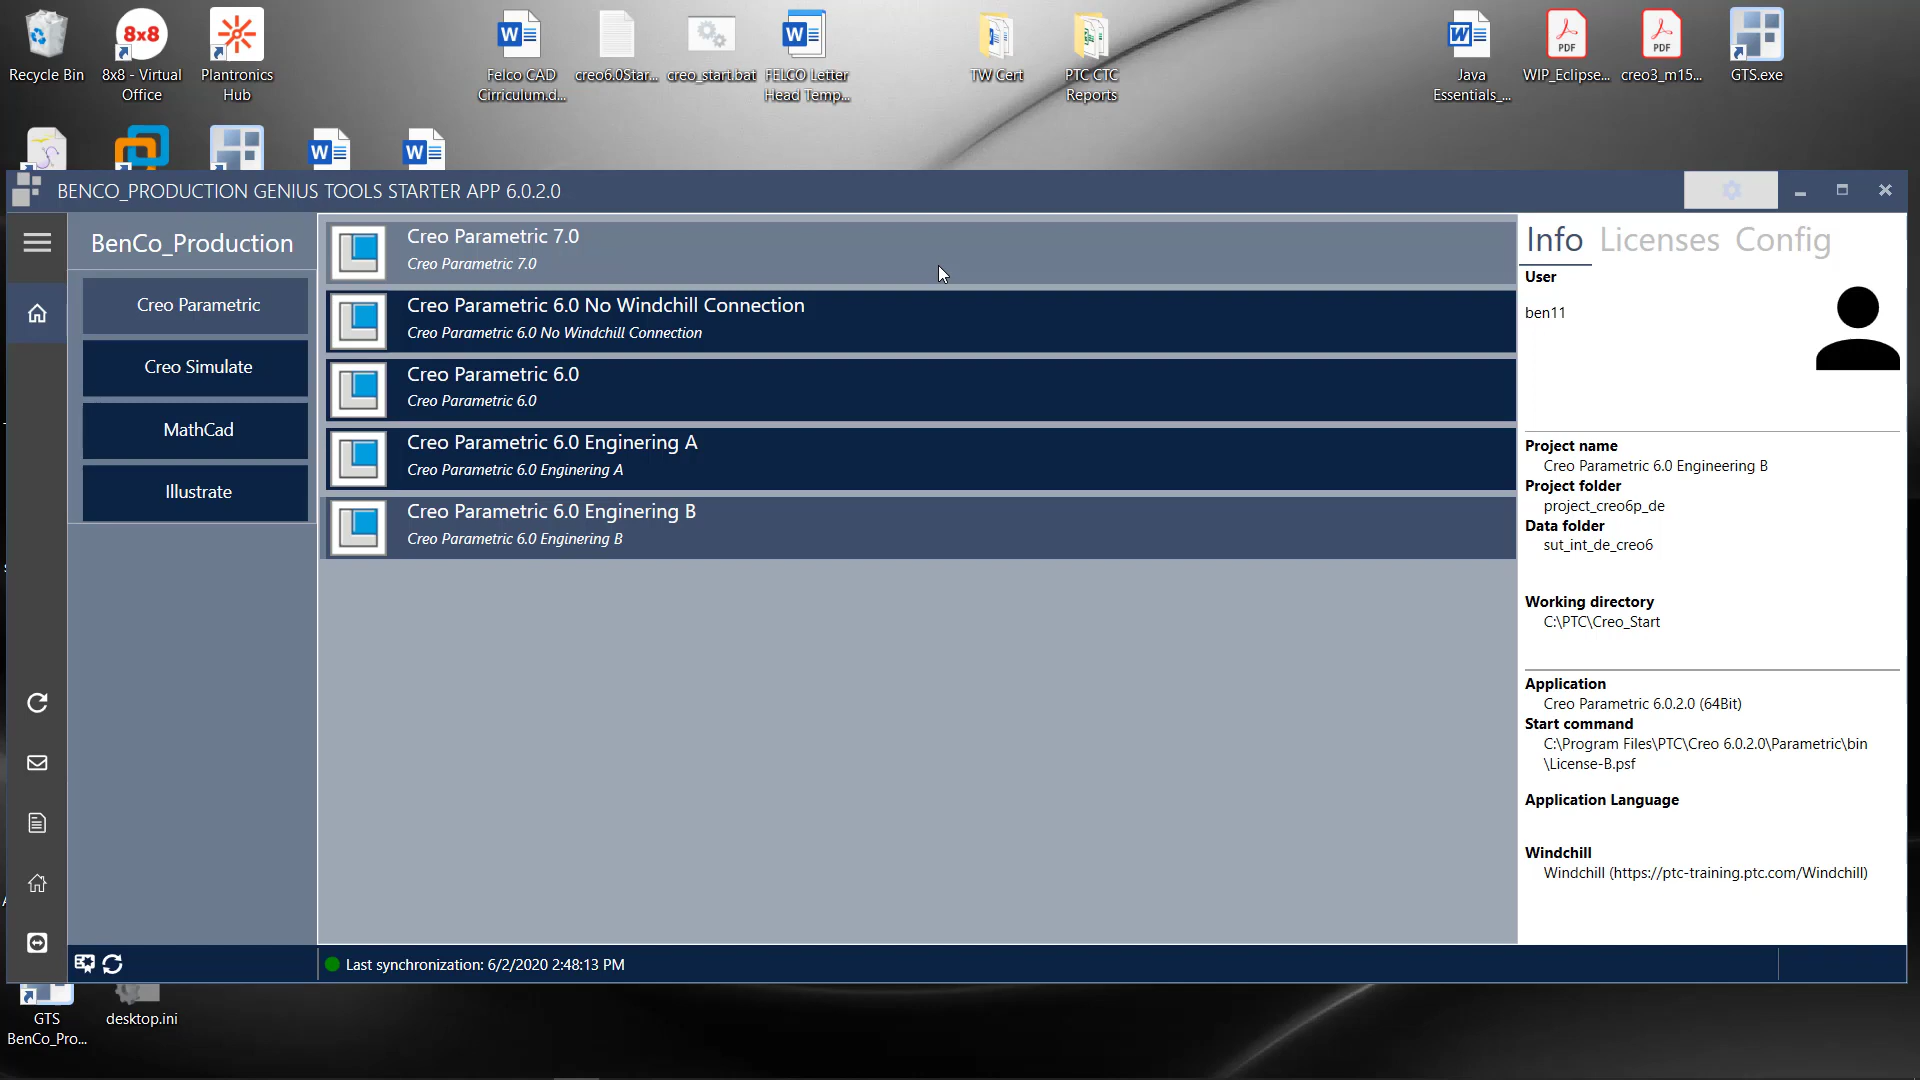 Recycle Bin
8x8
8x8 - Virtual
Office
Plantronics
Hub
Felco CAD
Cirriculum.d...
creo6.0Star...
creo_start.bat
FELCO Letter
Head Temp...
TW Cert
PTC CTC
Reports
Java
Essentials_...
PDF
WIP_Eclipse...
PDF
creo3_m15...
GTS.exe
BENCO_PRODUCTION GENIUS TOOLS STARTER APP 6.0.2.0
BenCo_Production
Creo Parametric
Creo Simulate
MathCad
Illustrate
Creo Parametric 7.0
Creo Parametric 7.0
Creo Parametric 6.0 No Windchill Connection
Creo Parametric 6.0 No Windchill Connection
Creo Parametric 6.0
Creo Parametric 6.0
Creo Parametric 6.0 Enginering A
Creo Parametric 6.0 Enginering A
Creo Parametric 6.0 Enginering B
Creo Parametric 6.0 Enginering B
Info Licenses Config
User
ben11
Project name
Creo Parametric 6.0 Engineering B
Project folder
project_creo6p_de
Data folder
sut_int_de_creo6
Working directory
C:\PTC\Creo_Start
Application
Creo Parametric 6.0.2.0 (64Bit)
Start command
C:\Program Files\PTC\Creo 6.0.2.0\Parametric\bin
\License-B.psf
Application Language
Windchill
Windchill (https://ptc-training.ptc.com/Windchill)
Last synchronization: 6/2/2020 2:48:13 PM
GTS
BenCo_Pro...
desktop.ini